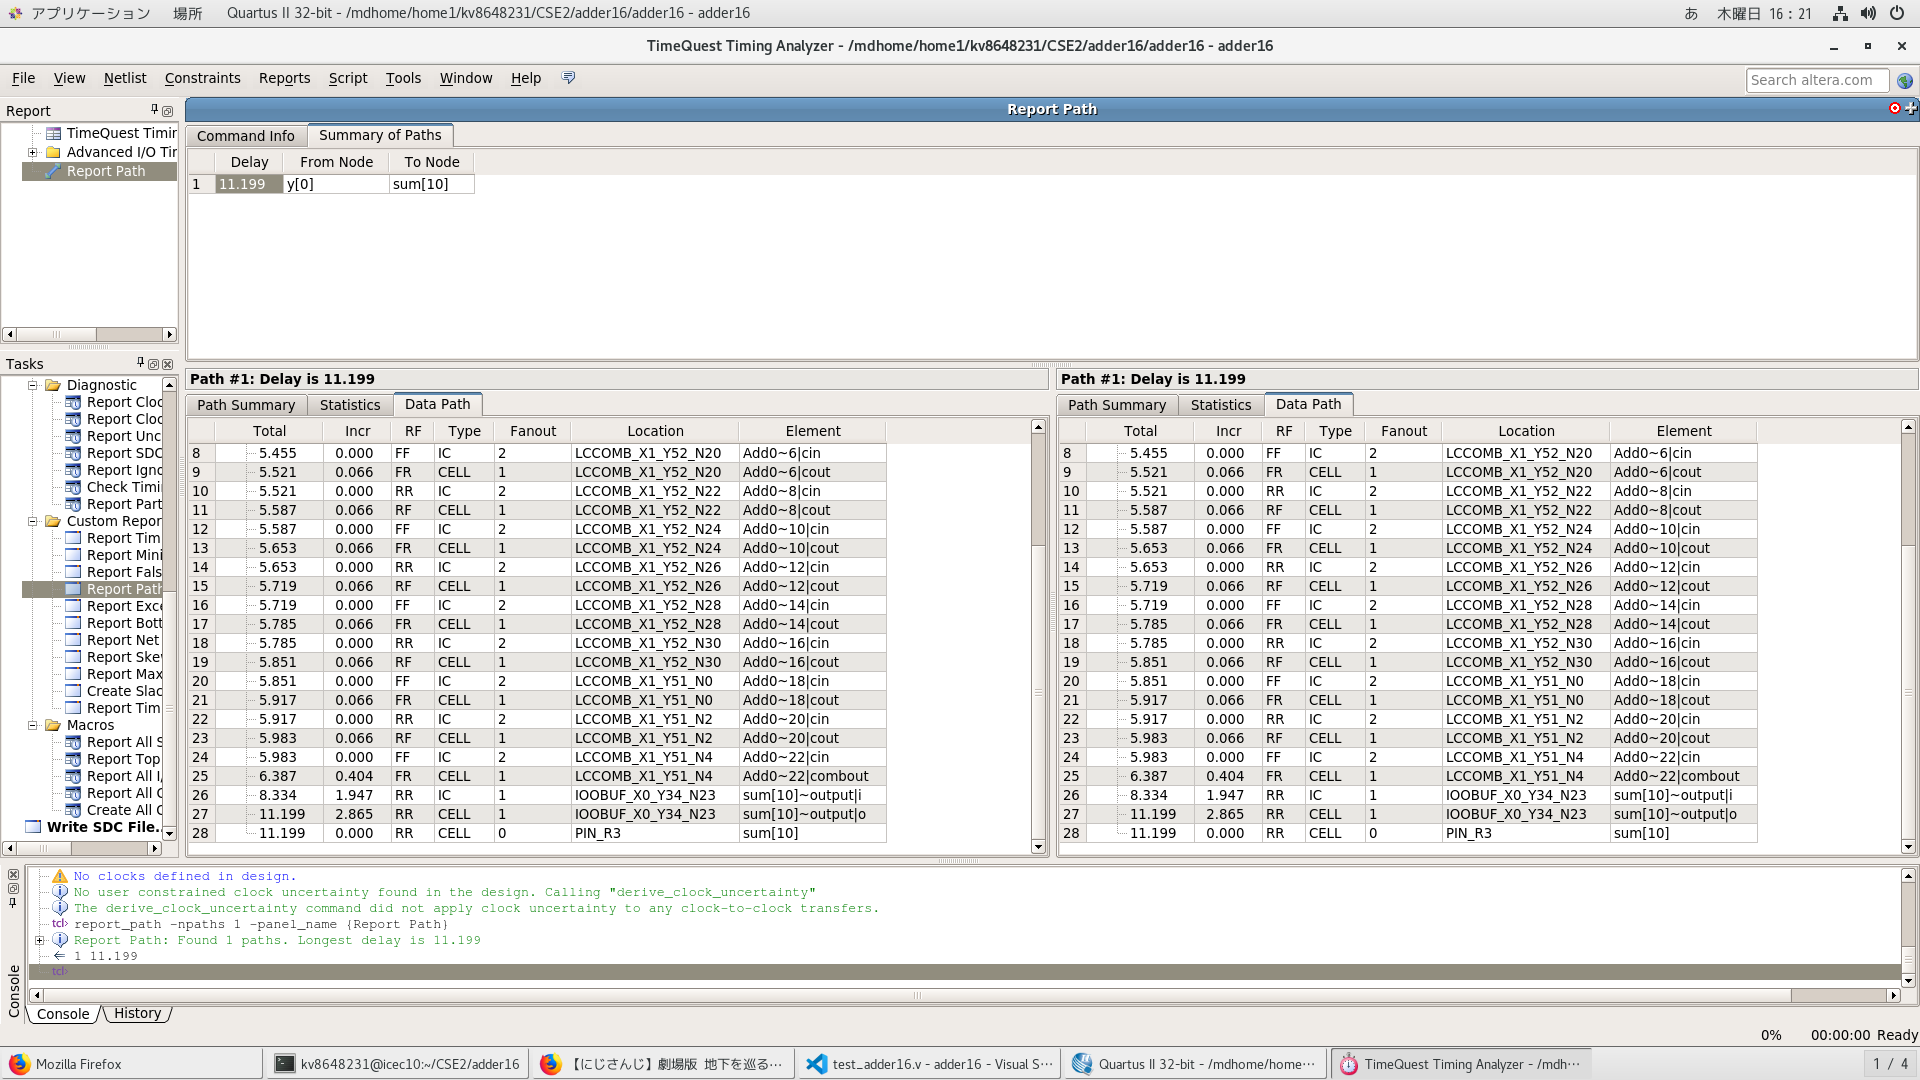 アプリケーション 場所 Quartus II 32-bit - /mdhome/home1/kv8648231/CSE2/adder16/adder16 - adder16 あ 木曜日 16：21
TimeQuest Timing Analyzer - /mdhome/home1/kv8648231/CSE2/adder16/adder16 - adder16
File View Netlist Constraints Reports Script Tools Window Help Search altera.com
Report
TimeQuest Timir
Advanced I/O Tir
Report Path
Report Path
Command Info Summary of Paths
Delay From Node To Node
1 11.199 y[0] sum[10]
Tasks
Diagnostic
Report Cloc
Report Cloc
Report Unc
Report SDC
Report Igno
Check Timi
Report Part
Custom Repor
Report Tim
Report Mini
Report Fals
Report Path
Report Exce
Report Bott
Report Net
Report Ske
Report Max
Create Slac
Report Tim
Macros
Report All S
Report Top
Report All I/
Report All C
Create All C
Write SDC File..
Path #1: Delay is 11.199
Path Summary Statistics Data Path
Total Incr RF Type Fanout Location Element
8 5.455 0.000 FF IC 2 LCCOMB_X1_Y52_N20 Add0~6|cin
9 5.521 0.066 FR CELL 1 LCCOMB_X1_Y52_N20 Add0~6|cout
10 5.521 0.000 RR IC 2 LCCOMB_X1_Y52_N22 Add0~8|cin
11 5.587 0.066 RF CELL 1 LCCOMB_X1_Y52_N22 Add0~8|cout
12 5.587 0.000 FF IC 2 LCCOMB_X1_Y52_N24 Add0~10|cin
13 5.653 0.066 FR CELL 1 LCCOMB_X1_Y52_N24 Add0~10|cout
14 5.653 0.000 RR IC 2 LCCOMB_X1_Y52_N26 Add0~12|cin
15 5.719 0.066 RF CELL 1 LCCOMB_X1_Y52_N26 Add0~12|cout
16 5.719 0.000 FF IC 2 LCCOMB_X1_Y52_N28 Add0~14|cin
17 5.785 0.066 FR CELL 1 LCCOMB_X1_Y52_N28 Add0~14|cout
18 5.785 0.000 RR IC 2 LCCOMB_X1_Y52_N30 Add0~16|cin
19 5.851 0.066 RF CELL 1 LCCOMB_X1_Y52_N30 Add0~16|cout
20 5.851 0.000 FF IC 2 LCCOMB_X1_Y51_N0 Add0~18|cin
21 5.917 0.066 FR CELL 1 LCCOMB_X1_Y51_N0 Add0~18|cout
22 5.917 0.000 RR IC 2 LCCOMB_X1_Y51_N2 Add0~20|cin
23 5.983 0.066 RF CELL 1 LCCOMB_X1_Y51_N2 Add0~20|cout
24 5.983 0.000 FF IC 2 LCCOMB_X1_Y51_N4 Add0~22|cin
25 6.387 0.404 FR CELL 1 LCCOMB_X1_Y51_N4 Add0~22|combout
26 8.334 1.947 RR IC 1 IOOBUF_X0_Y34_N23 sum[10]~output|i
27 11.199 2.865 RR CELL 1 IOOBUF_X0_Y34_N23 sum[10]~output|o
28 11.199 0.000 RR CELL 0 PIN_R3 sum[10]
Path #1: Delay is 11.199
Path Summary Statistics Data Path
Total Incr RF Type Fanout Location Element
8 5.455 0.000 FF IC 2 LCCOMB_X1_Y52_N20 Add0~6|cin
9 5.521 0.066 FR CELL 1 LCCOMB_X1_Y52_N20 Add0~6|cout
10 5.521 0.000 RR IC 2 LCCOMB_X1_Y52_N22 Add0~8|cin
11 5.587 0.066 RF CELL 1 LCCOMB_X1_Y52_N22 Add0~8|cout
12 5.587 0.000 FF IC 2 LCCOMB_X1_Y52_N24 Add0~10|cin
13 5.653 0.066 FR CELL 1 LCCOMB_X1_Y52_N24 Add0~10|cout
14 5.653 0.000 RR IC 2 LCCOMB_X1_Y52_N26 Add0~12|cin
15 5.719 0.066 RF CELL 1 LCCOMB_X1_Y52_N26 Add0~12|cout
16 5.719 0.000 FF IC 2 LCCOMB_X1_Y52_N28 Add0~14|cin
17 5.785 0.066 FR CELL 1 LCCOMB_X1_Y52_N28 Add0~14|cout
18 5.785 0.000 RR IC 2 LCCOMB_X1_Y52_N30 Add0~16|cin
19 5.851 0.066 RF CELL 1 LCCOMB_X1_Y52_N30 Add0~16|cout
20 5.851 0.000 FF IC 2 LCCOMB_X1_Y51_N0 Add0~18|cin
21 5.917 0.066 FR CELL 1 LCCOMB_X1_Y51_N0 Add0~18|cout
22 5.917 0.000 RR IC 2 LCCOMB_X1_Y51_N2 Add0~20|cin
23 5.983 0.066 RF CELL 1 LCCOMB_X1_Y51_N2 Add0~20|cout
24 5.983 0.000 FF IC 2 LCCOMB_X1_Y51_N4 Add0~22|cin
25 6.387 0.404 FR CELL 1 LCCOMB_X1_Y51_N4 Add0~22|combout
26 8.334 1.947 RR IC 1 IOOBUF_X0_Y34_N23 sum[10]~output|i
27 11.199 2.865 RR CELL 1 IOOBUF_X0_Y34_N23 sum[10]~output|o
28 11.199 0.000 RR CELL 0 PIN_R3 sum[10]
No clocks defined in design.
No user constrained clock uncertainty found in the design. Calling "derive_clock_uncertainty"
The derive_clock_uncertainty command did not apply clock uncertainty to any clock-to-clock transfers.
tcl> report_path -npaths 1 -panel_name {Report Path}
Report Path: Found 1 paths. Longest delay is 11.199
1 11.199
tcl>
Console
Console History
0% 00:00:00 Ready
Mozilla Firefox kv8648231@icec10:~/CSE2/adder16 【にじさんじ】劇場版 地下を巡る… test_adder16.v - adder16 - Visual S… Quartus II 32-bit - /mdhome/home… TimeQuest Timing Analyzer - /mdh… 1 / 4